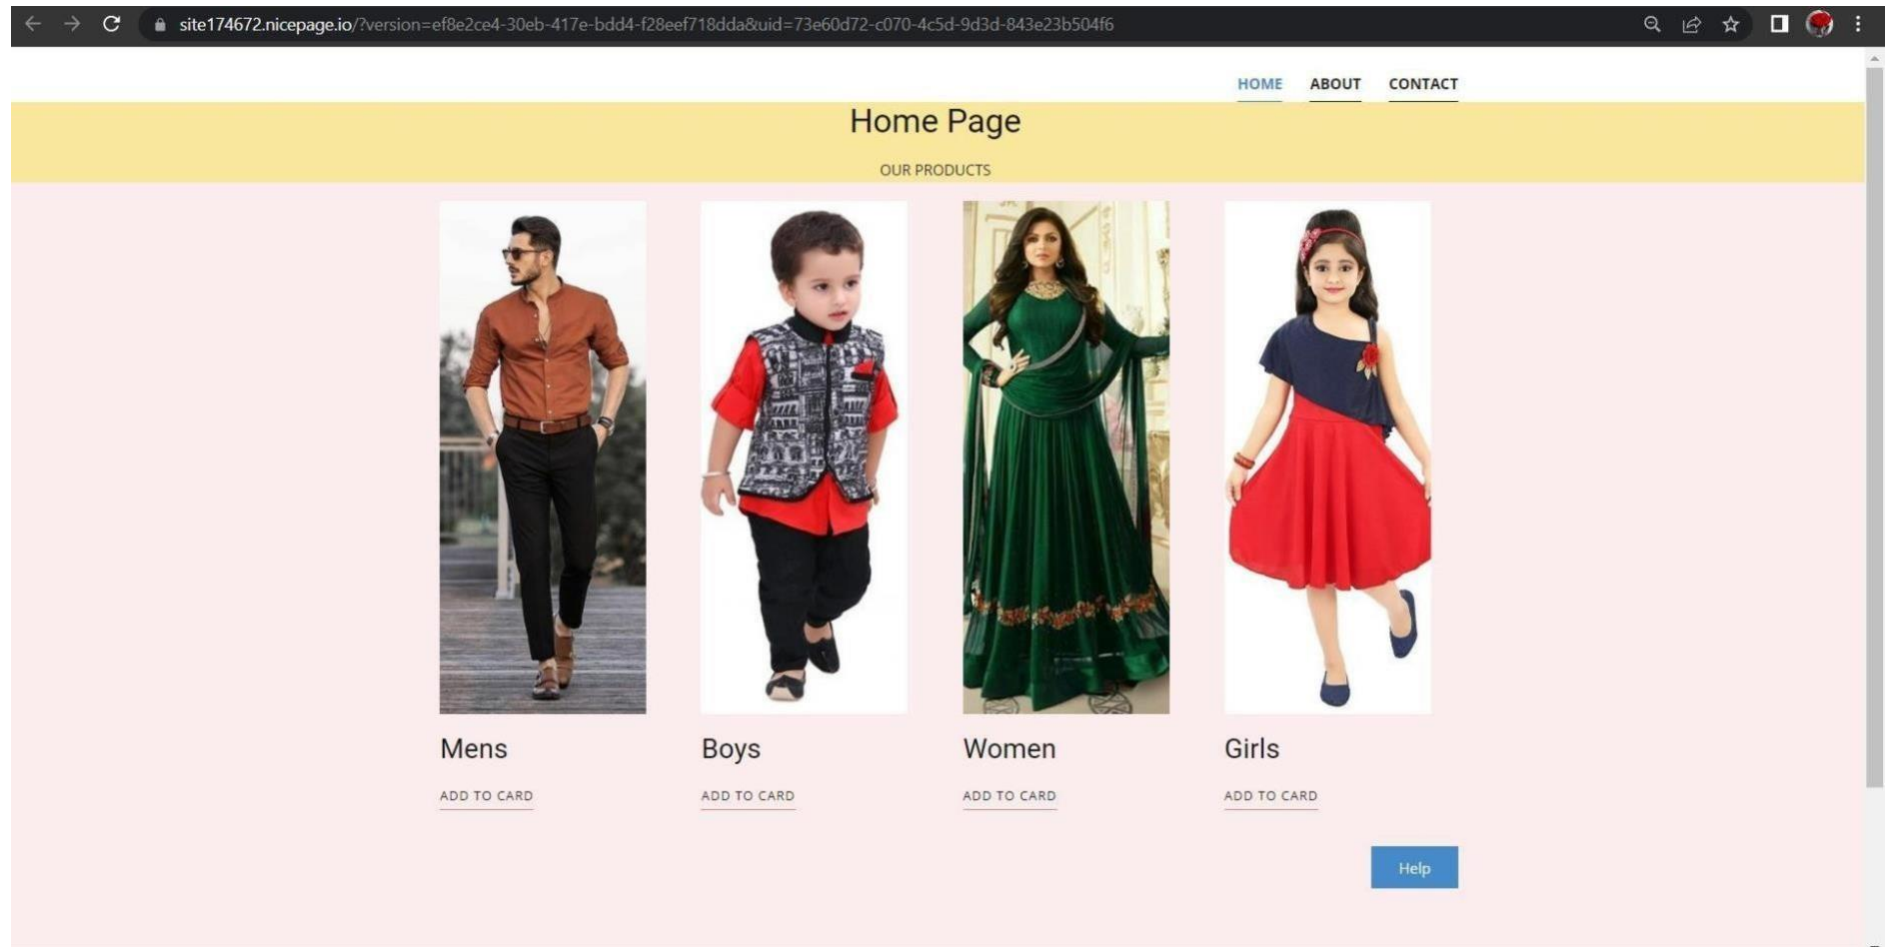 site174672.nicepage.io/?version=ef8e2ce4-30eb-417e-bdd4-f28eef718dda&uid=73e60d72-c070-4c5d-9d3d-843e23b504f6
HOME ABOUT CONTACT
Home Page
OUR PRODUCTS
Mens Boys Women Girls
ADD TO CARD ADD TO CARD ADD TO CARD ADD TO CARD
Help